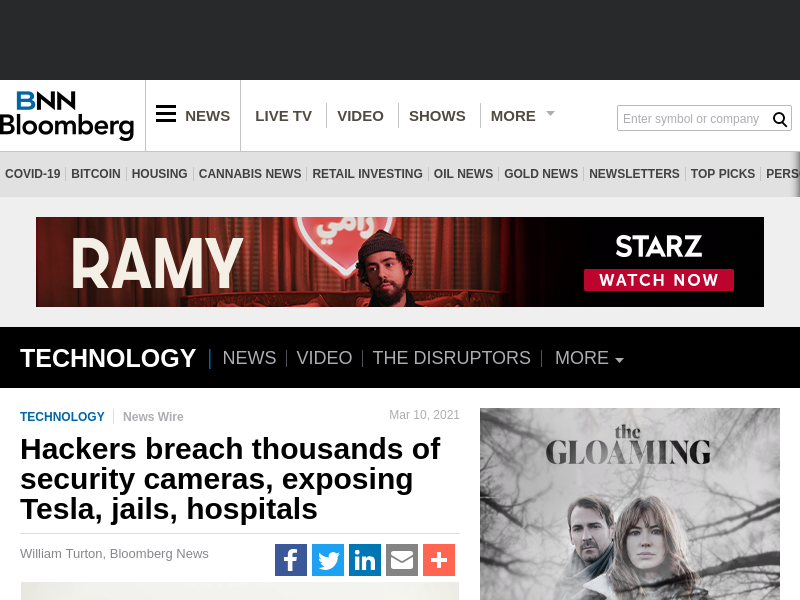 BNN
Bloomberg
NEWS
LIVE TV
VIDEO
SHOWS
MORE
Enter symbol or company
COVID-19
BITCOIN
HOUSING
CANNABIS NEWS
RETAIL INVESTING
OIL NEWS
GOLD NEWS
NEWSLETTERS
TOP PICKS
PERS
RAMY
رامي
STARZ
WATCH NOW
TECHNOLOGY
NEWS
VIDEO
THE DISRUPTORS
MORE
TECHNOLOGY
News Wire
Mar 10, 2021
Hackers breach thousands of
security cameras, exposing
Tesla, jails, hospitals
William Turton, Bloomberg News
the
GLOAMING